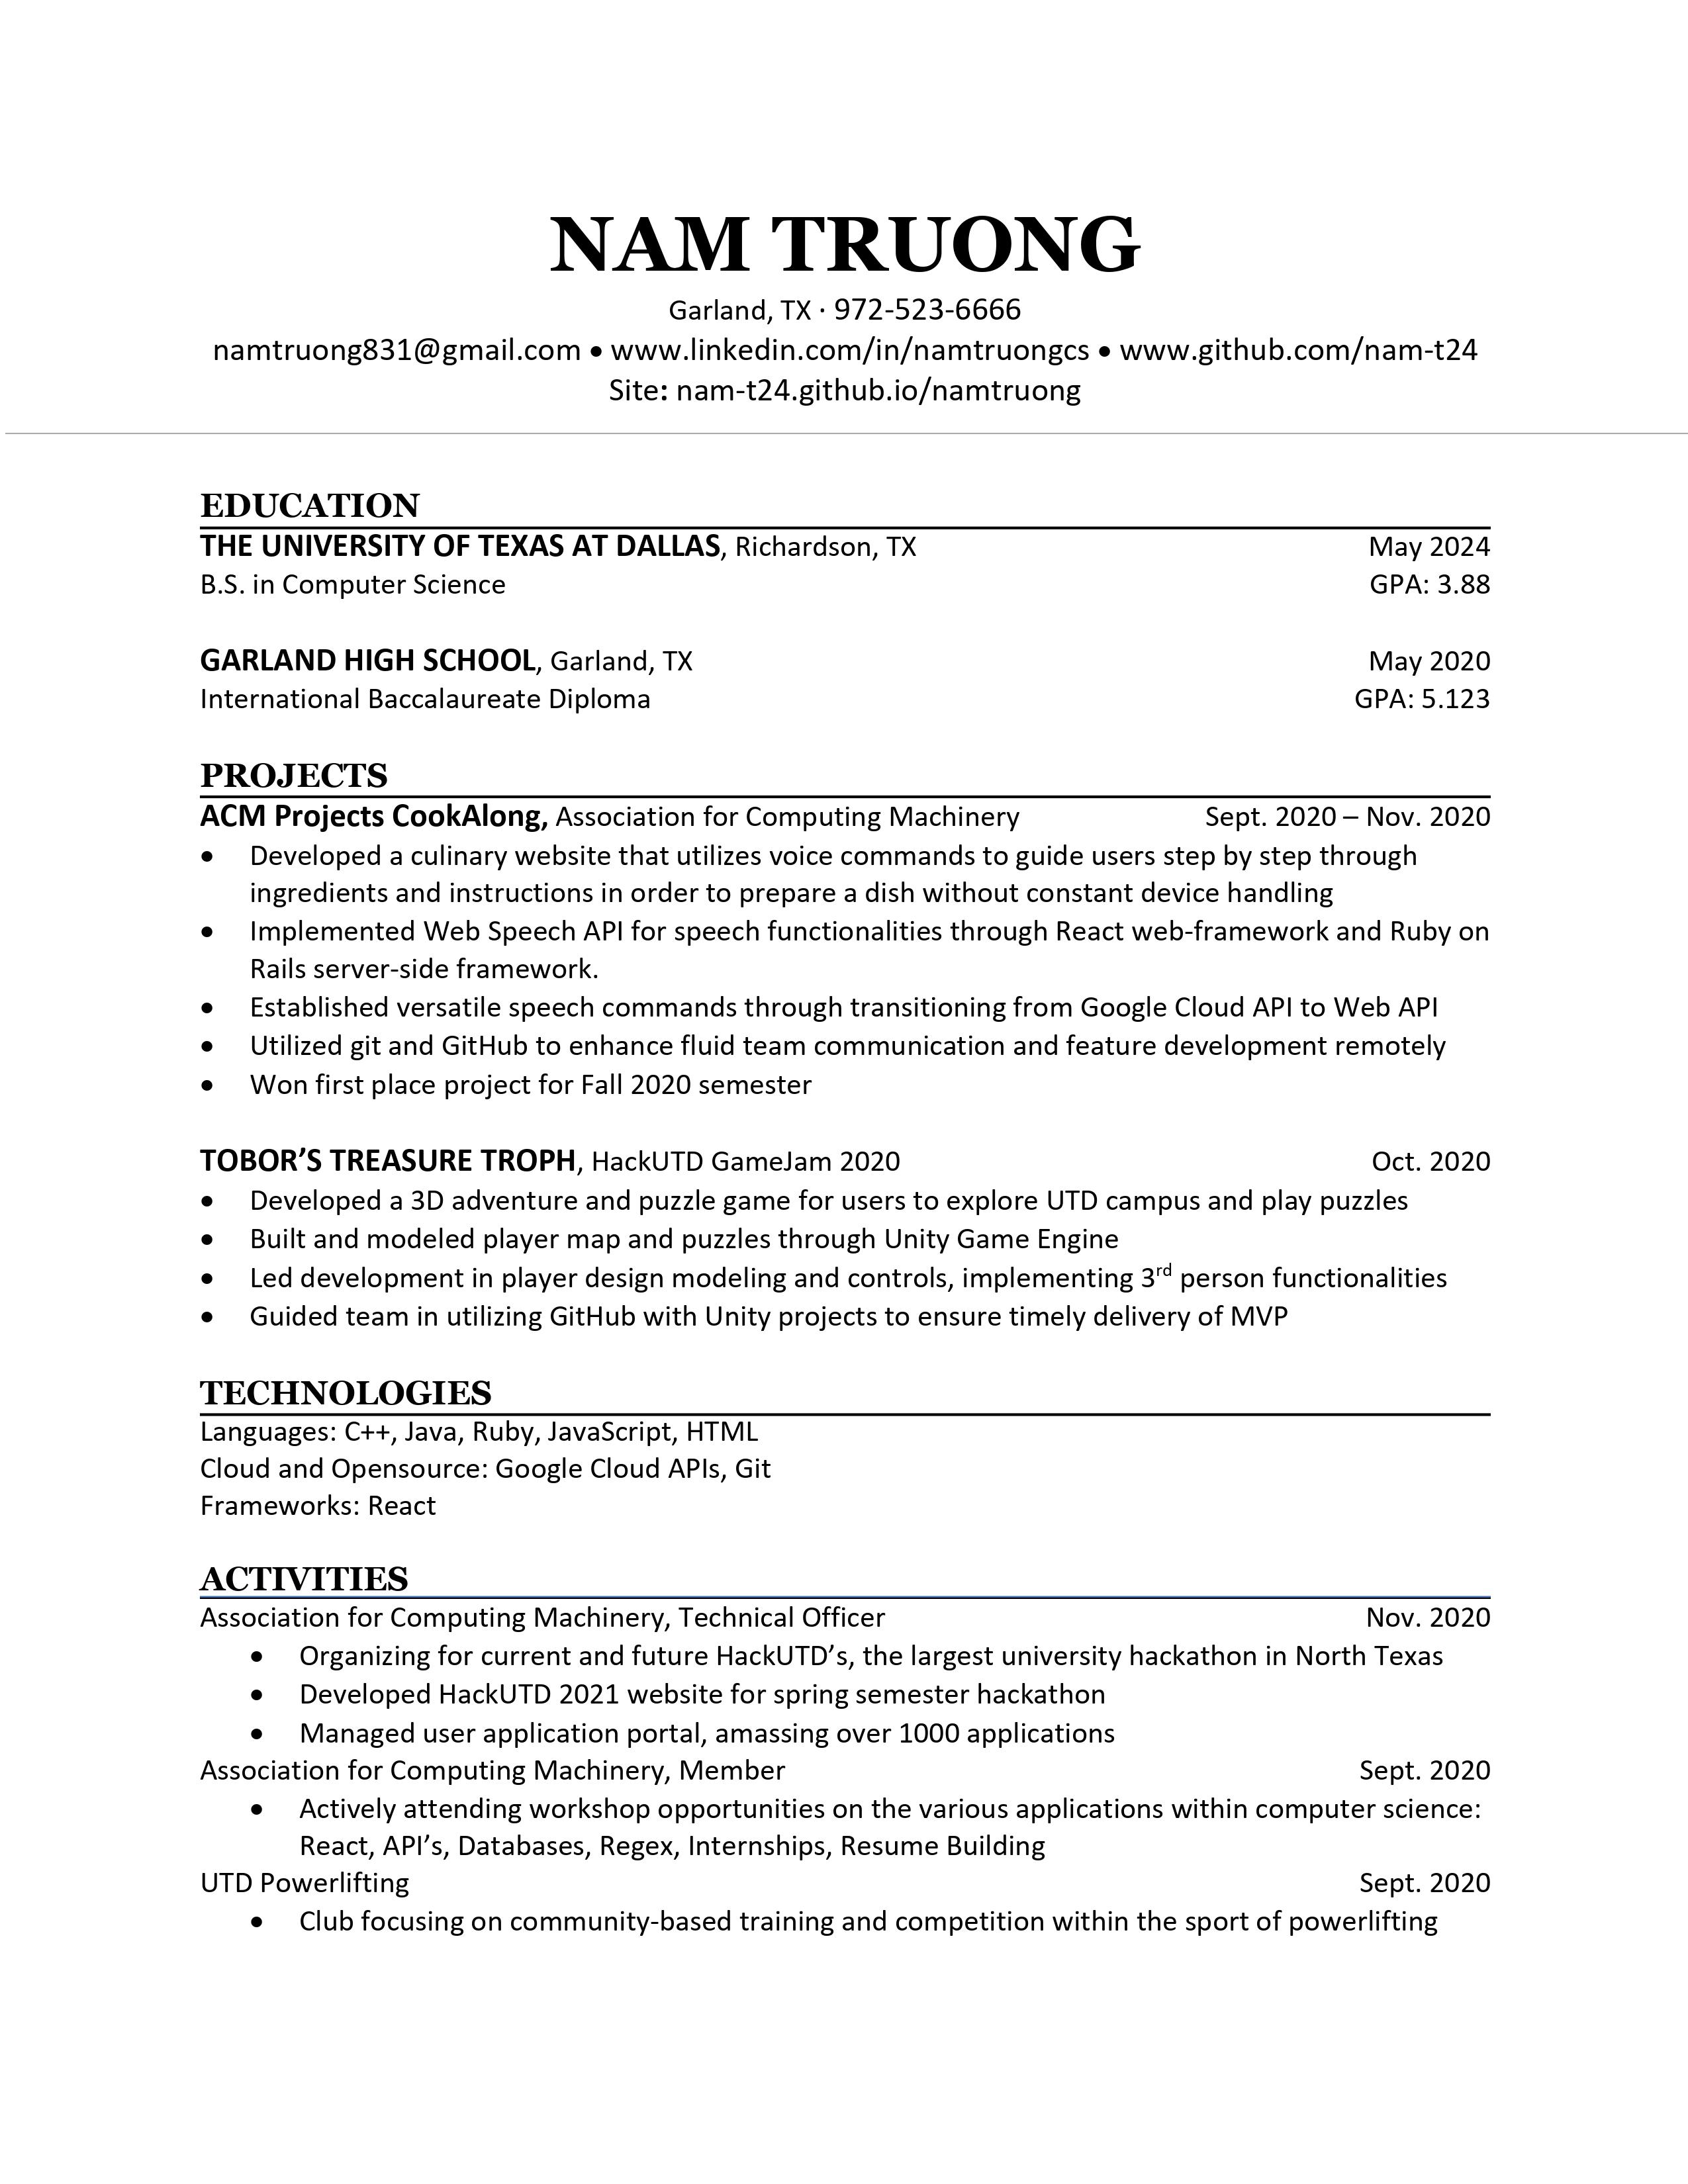 NAM TRUONG
Garland, TX · 972-523-6666
namtruong831@gmail.com • www.linkedin.com/in/namtruongcs • www.github.com/nam-t24
Site: nam-t24.github.io/namtruong
EDUCATION
THE UNIVERSITY OF TEXAS AT DALLAS, Richardson, TX May 2024
B.S. in Computer Science GPA: 3.88
GARLAND HIGH SCHOOL, Garland, TX May 2020
International Baccalaureate Diploma GPA: 5.123
PROJECTS
ACM Projects CookAlong, Association for Computing Machinery Sept. 2020 – Nov. 2020
• Developed a culinary website that utilizes voice commands to guide users step by step through
ingredients and instructions in order to prepare a dish without constant device handling
• Implemented Web Speech API for speech functionalities through React web-framework and Ruby on
Rails server-side framework.
• Established versatile speech commands through transitioning from Google Cloud API to Web API
• Utilized git and GitHub to enhance fluid team communication and feature development remotely
• Won first place project for Fall 2020 semester
TOBOR’S TREASURE TROPH, HackUTD GameJam 2020 Oct. 2020
• Developed a 3D adventure and puzzle game for users to explore UTD campus and play puzzles
• Built and modeled player map and puzzles through Unity Game Engine
• Led development in player design modeling and controls, implementing 3rd person functionalities
• Guided team in utilizing GitHub with Unity projects to ensure timely delivery of MVP
TECHNOLOGIES
Languages: C++, Java, Ruby, JavaScript, HTML
Cloud and Opensource: Google Cloud APIs, Git
Frameworks: React
ACTIVITIES
Association for Computing Machinery, Technical Officer Nov. 2020
• Organizing for current and future HackUTD’s, the largest university hackathon in North Texas
• Developed HackUTD 2021 website for spring semester hackathon
• Managed user application portal, amassing over 1000 applications
Association for Computing Machinery, Member Sept. 2020
• Actively attending workshop opportunities on the various applications within computer science:
React, API’s, Databases, Regex, Internships, Resume Building
UTD Powerlifting Sept. 2020
• Club focusing on community-based training and competition within the sport of powerlifting